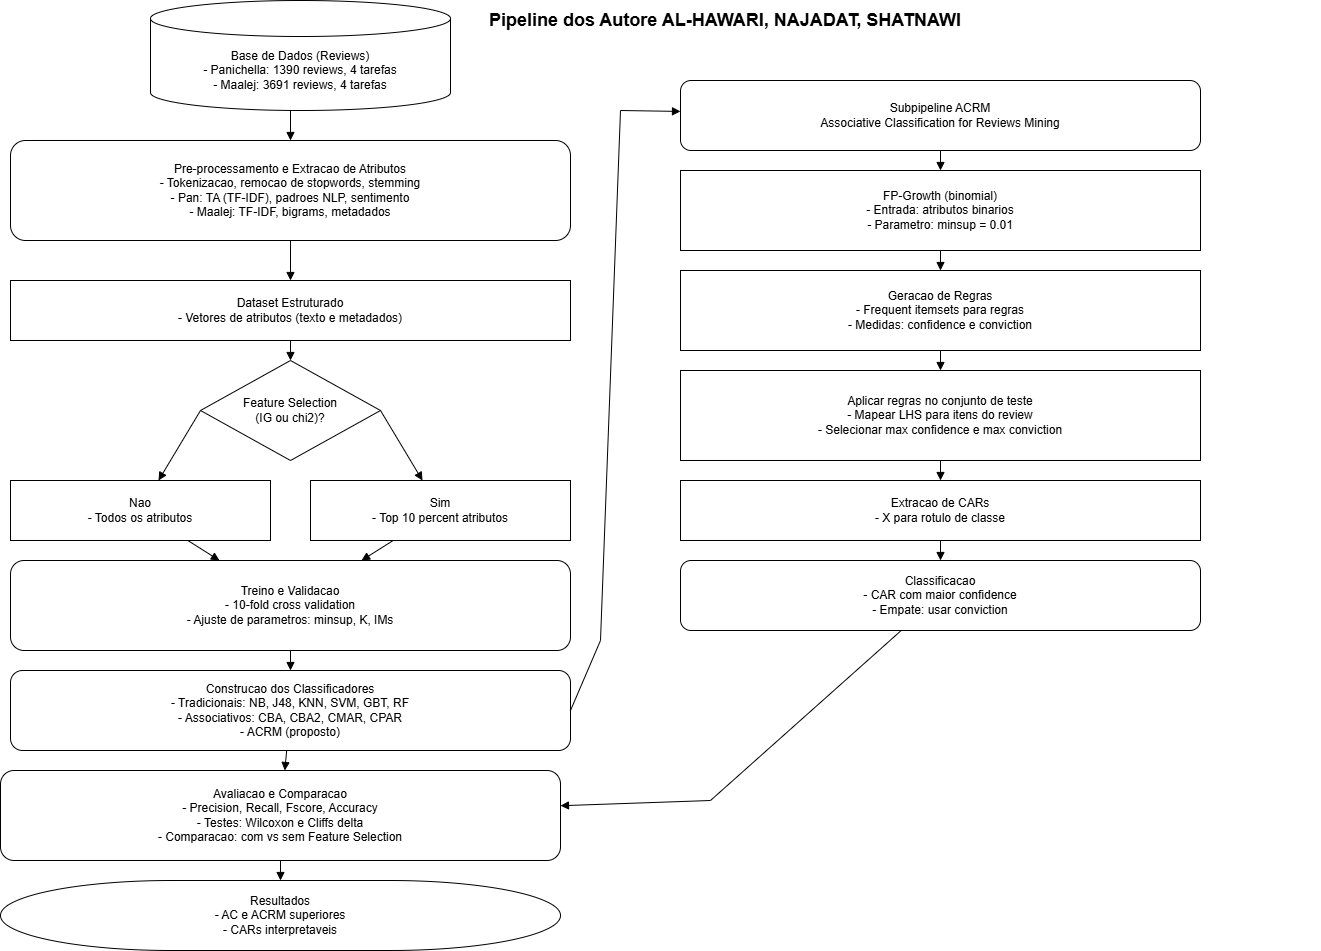 Pipeline dos Autore AL-HAWARI, NAJADAT, SHATNAWI
Base de Dados (Reviews)
- Panichella: 1390 reviews, 4 tarefas
- Maalej: 3691 reviews, 4 tarefas
Pre-processamento e Extracao de Atributos
- Tokenizacao, remocao de stopwords, stemming
- Pan: TA (TF-IDF), padroes NLP, sentimento
- Maalej: TF-IDF, bigrams, metadados
Dataset Estruturado
- Vetores de atributos (texto e metadados)
Feature Selection
(IG ou chi2)?
Nao
- Todos os atributos
Sim
- Top 10 percent atributos
Treino e Validacao
- 10-fold cross validation
- Ajuste de parametros: minsup, K, IMs
Construcao dos Classificadores
- Tradicionais: NB, J48, KNN, SVM, GBT, RF
- Associativos: CBA, CBA2, CMAR, CPAR
- ACRM (proposto)
Avaliacao e Comparacao
- Precision, Recall, Fscore, Accuracy
- Testes: Wilcoxon e Cliffs delta
- Comparacao: com vs sem Feature Selection
Resultados
- AC e ACRM superiores
- CARs interpretaveis
Subpipeline ACRM
Associative Classification for Reviews Mining
FP-Growth (binomial)
- Entrada: atributos binarios
- Parametro: minsup = 0.01
Geracao de Regras
- Frequent itemsets para regras
- Medidas: confidence e conviction
Aplicar regras no conjunto de teste
- Mapear LHS para itens do review
- Selecionar max confidence e max conviction
Extracao de CARs
- X para rotulo de classe
Classificacao
- CAR com maior confidence
- Empate: usar conviction